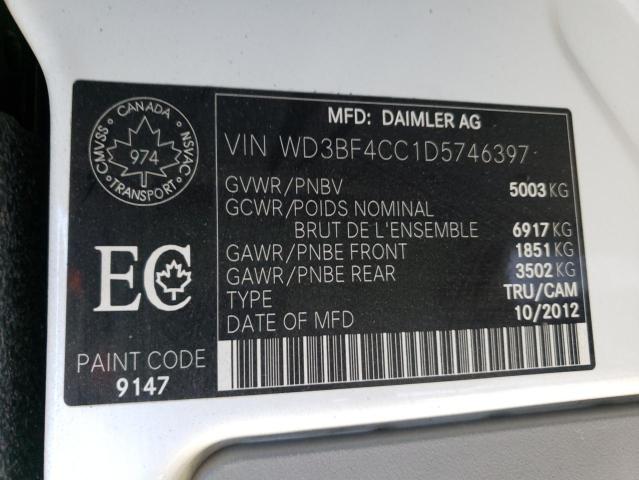 CANADA
CMVSS
NSVAC
974
TRANSPORT
EC
PAINT CODE
9147
MFD: DAIMLER AG
VIN WD3BF4CC1D5746397
GVWR/PNBV 5003 KG
GCWR/POIDS NOMINAL
BRUT DE L'ENSEMBLE 6917 KG
GAWR/PNBE FRONT 1851 KG
GAWR/PNBE REAR 3502 KG
TYPE TRU/CAM
DATE OF MFD 10/2012